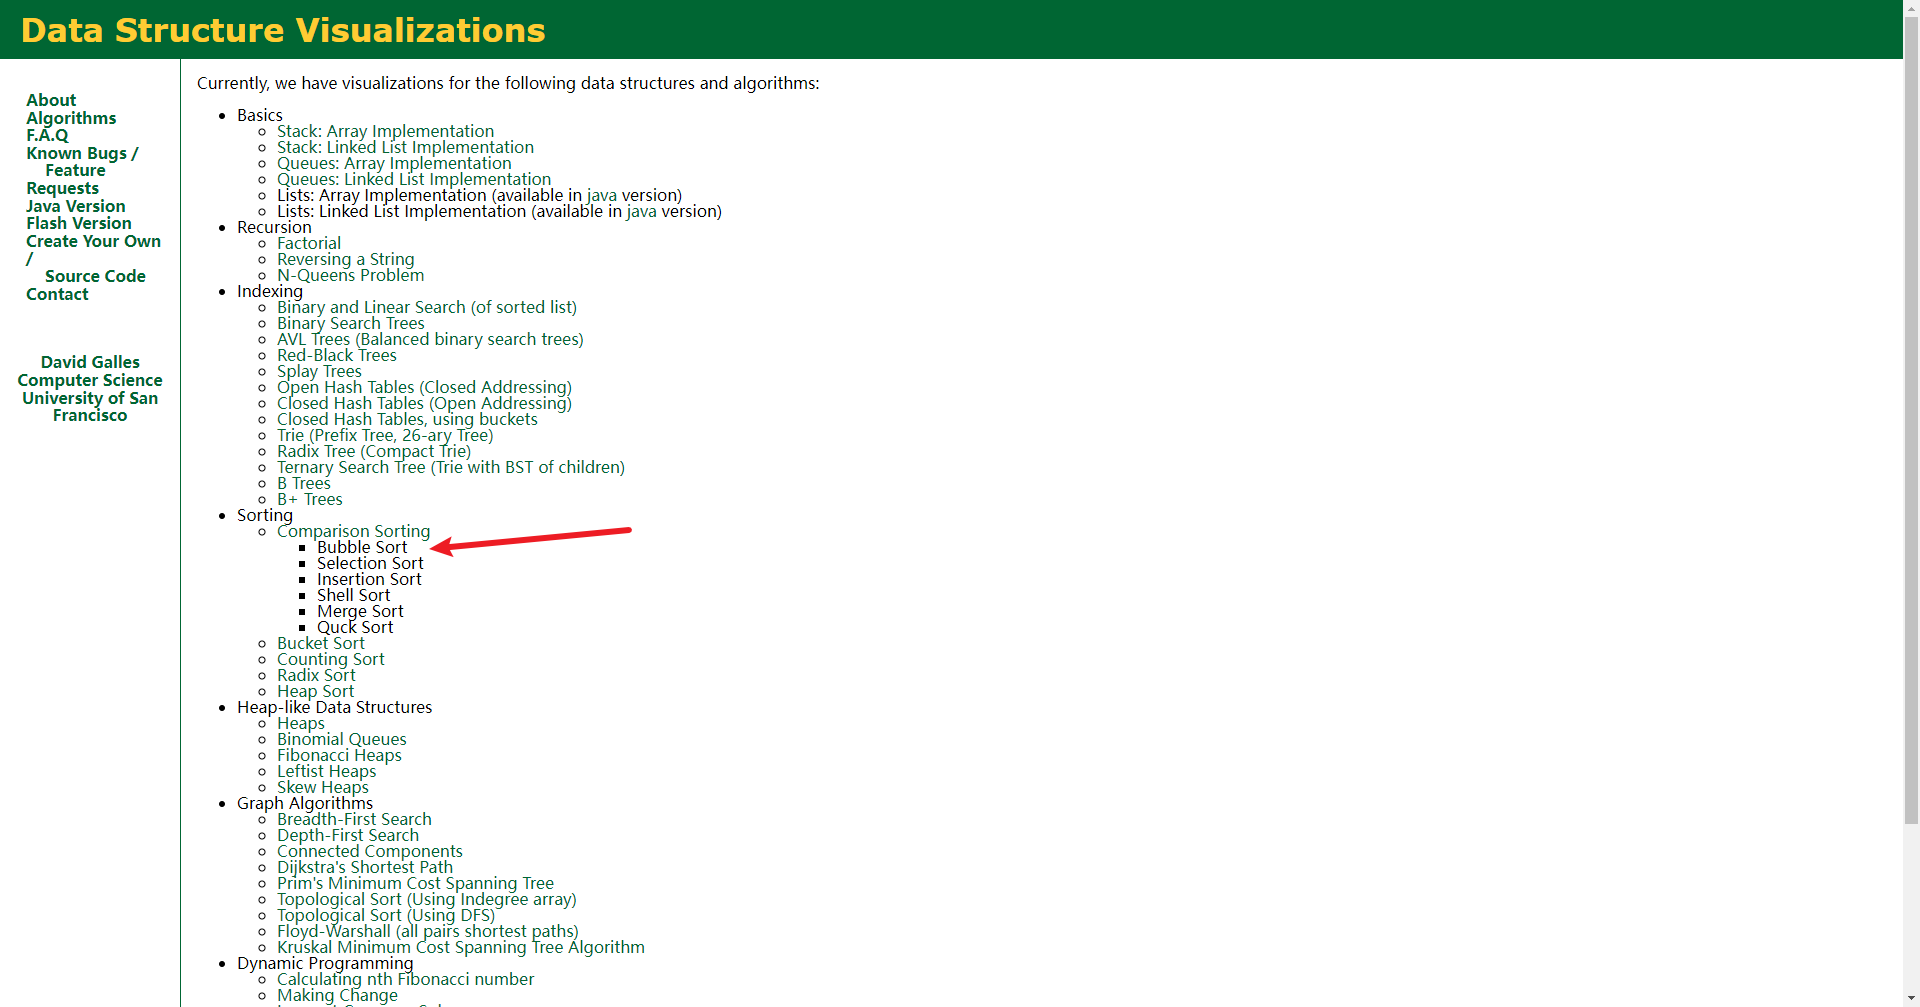 Data Structure Visualizations
About
Algorithms
F.A.Q
Known Bugs /
Feature
Requests
Java Version
Flash Version
Create Your Own
/
Source Code
Contact
David Galles
Computer Science
University of San
Francisco
Currently, we have visualizations for the following data structures and algorithms:
Basics
Stack: Array Implementation
Stack: Linked List Implementation
Queues: Array Implementation
Queues: Linked List Implementation
Lists: Array Implementation (available in java version)
Lists: Linked List Implementation (available in java version)
Recursion
Factorial
Reversing a String
N-Queens Problem
Indexing
Binary and Linear Search (of sorted list)
Binary Search Trees
AVL Trees (Balanced binary search trees)
Red-Black Trees
Splay Trees
Open Hash Tables (Closed Addressing)
Closed Hash Tables (Open Addressing)
Closed Hash Tables, using buckets
Trie (Prefix Tree, 26-ary Tree)
Radix Tree (Compact Trie)
Ternary Search Tree (Trie with BST of children)
B Trees
B+ Trees
Sorting
Comparison Sorting
Bubble Sort
Selection Sort
Insertion Sort
Shell Sort
Merge Sort
Quck Sort
Bucket Sort
Counting Sort
Radix Sort
Heap Sort
Heap-like Data Structures
Heaps
Binomial Queues
Fibonacci Heaps
Leftist Heaps
Skew Heaps
Graph Algorithms
Breadth-First Search
Depth-First Search
Connected Components
Dijkstra's Shortest Path
Prim's Minimum Cost Spanning Tree
Topological Sort (Using Indegree array)
Topological Sort (Using DFS)
Floyd-Warshall (all pairs shortest paths)
Kruskal Minimum Cost Spanning Tree Algorithm
Dynamic Programming
Calculating nth Fibonacci number
Making Change